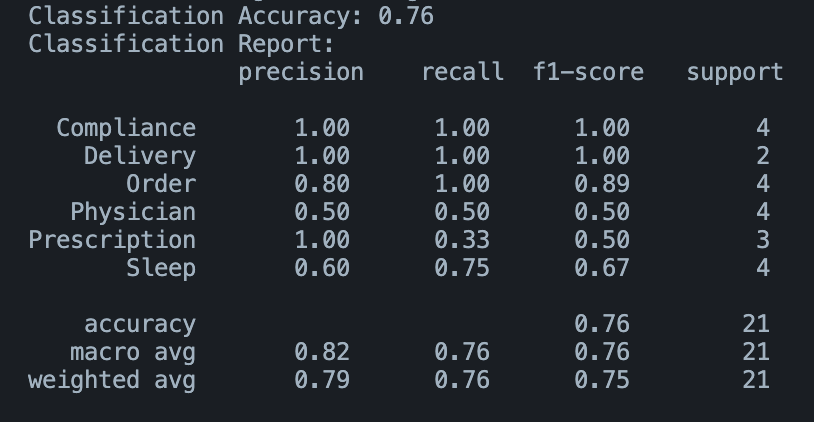 Classification Accuracy: 0.76
Classification Report:
precision recall f1-score support
Compliance 1.00 1.00 1.00 4
Delivery 1.00 1.00 1.00 2
Order 0.80 1.00 0.89 4
Physician 0.50 0.50 0.50 4
Prescription 1.00 0.33 0.50 3
Sleep 0.60 0.75 0.67 4
accuracy 0.76 21
macro avg 0.82 0.76 0.76 21
weighted avg 0.79 0.76 0.75 21